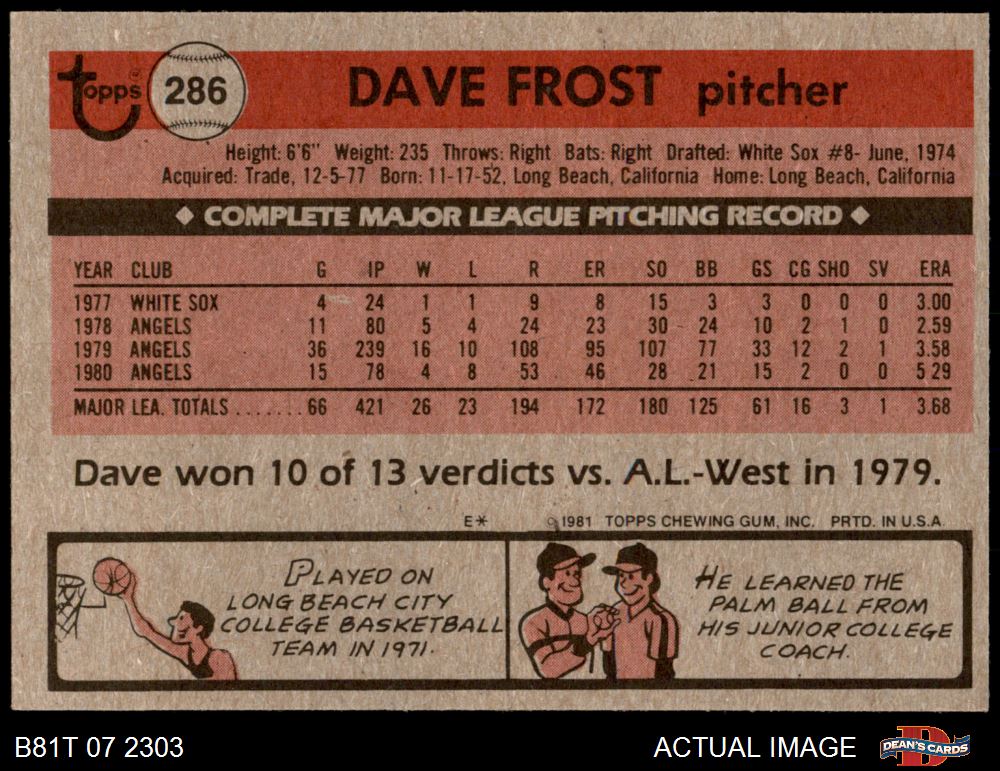 topps 286 DAVE FROST pitcher
Height: 6'6" Weight: 235 Throws: Right Bats: Right Drafted: White Sox #8- June, 1974
Acquired: Trade, 12-5-77 Born: 11-17-52, Long Beach, California Home: Long Beach, California
◆ COMPLETE MAJOR LEAGUE PITCHING RECORD ◆
YEAR CLUB G IP W L R ER SO BB GS CG SHO SV ERA
1977 WHITE SOX 4 24 1 1 9 8 15 3 3 0 0 0 3.00
1978 ANGELS 11 80 5 4 24 23 30 24 10 2 1 0 2.59
1979 ANGELS 36 239 16 10 108 95 107 77 33 12 2 1 3.58
1980 ANGELS 15 78 4 8 53 46 28 21 15 2 0 0 5.29
MAJOR LEA. TOTALS ....... 66 421 26 23 194 172 180 125 61 16 3 1 3.68
Dave won 10 of 13 verdicts vs. A.L.-West in 1979.
E* © 1981 TOPPS CHEWING GUM, INC. PRTD. IN U.S.A.
PLAYED ON
LONG BEACH CITY
COLLEGE BASKETBALL
TEAM IN 1971.
HE LEARNED THE
PALM BALL FROM
HIS JUNIOR COLLEGE
COACH.
B81T 07 2303 ACTUAL IMAGE DEAN'S CARDS